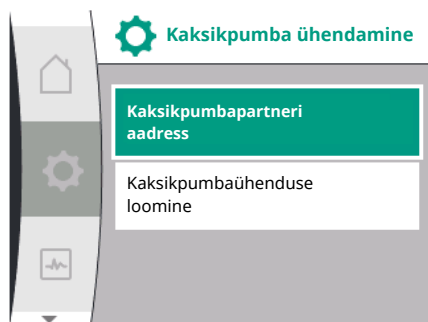 Kaksikpumba ühendamine
Kaksikpumbapartneri
aadress
Kaksikpumbaühenduse
loomine